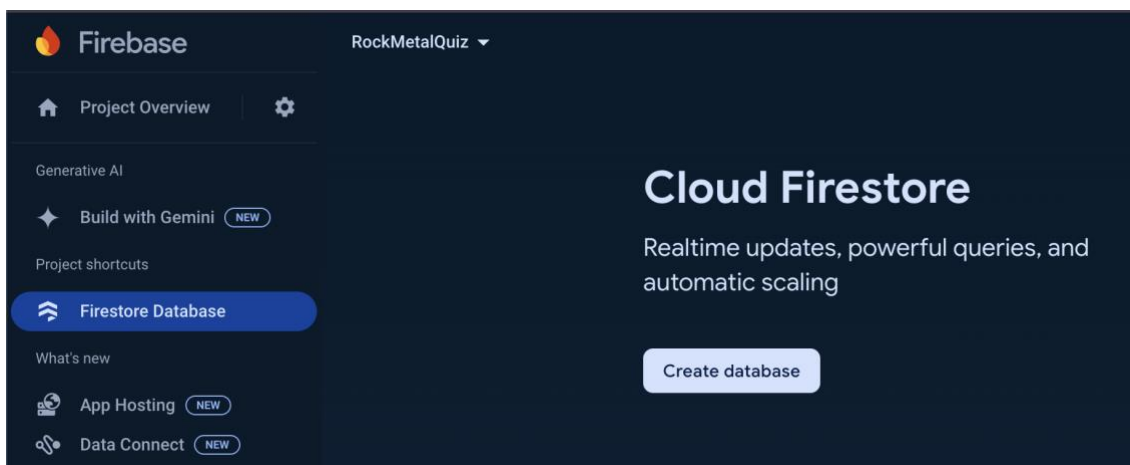 Firebase
RockMetalQuiz
Project Overview
Generative AI
Build with Gemini NEW
Project shortcuts
Firestore Database
What's new
App Hosting NEW
Data Connect NEW
Cloud Firestore
Realtime updates, powerful queries, and
automatic scaling
Create database